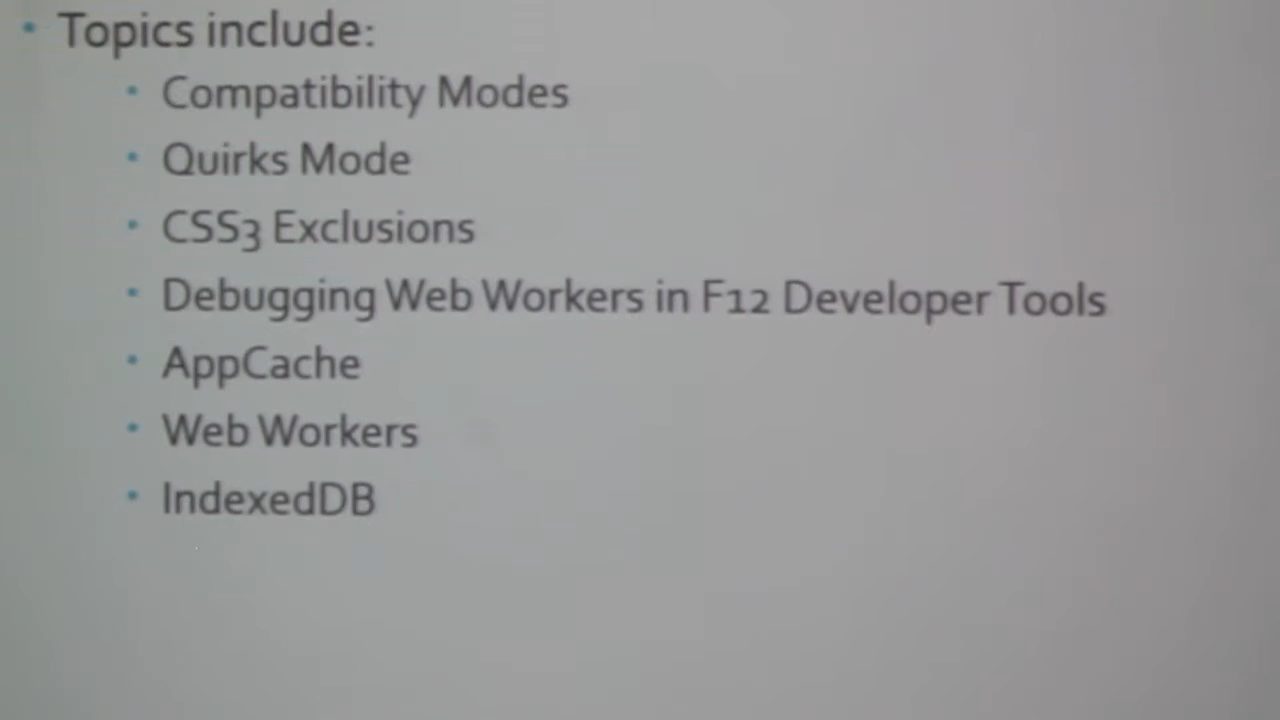 • Topics include:
• Compatibility Modes
• Quirks Mode
• CSS3 Exclusions
• Debugging Web Workers in F12 Developer Tools
• AppCache
• Web Workers
• IndexedDB